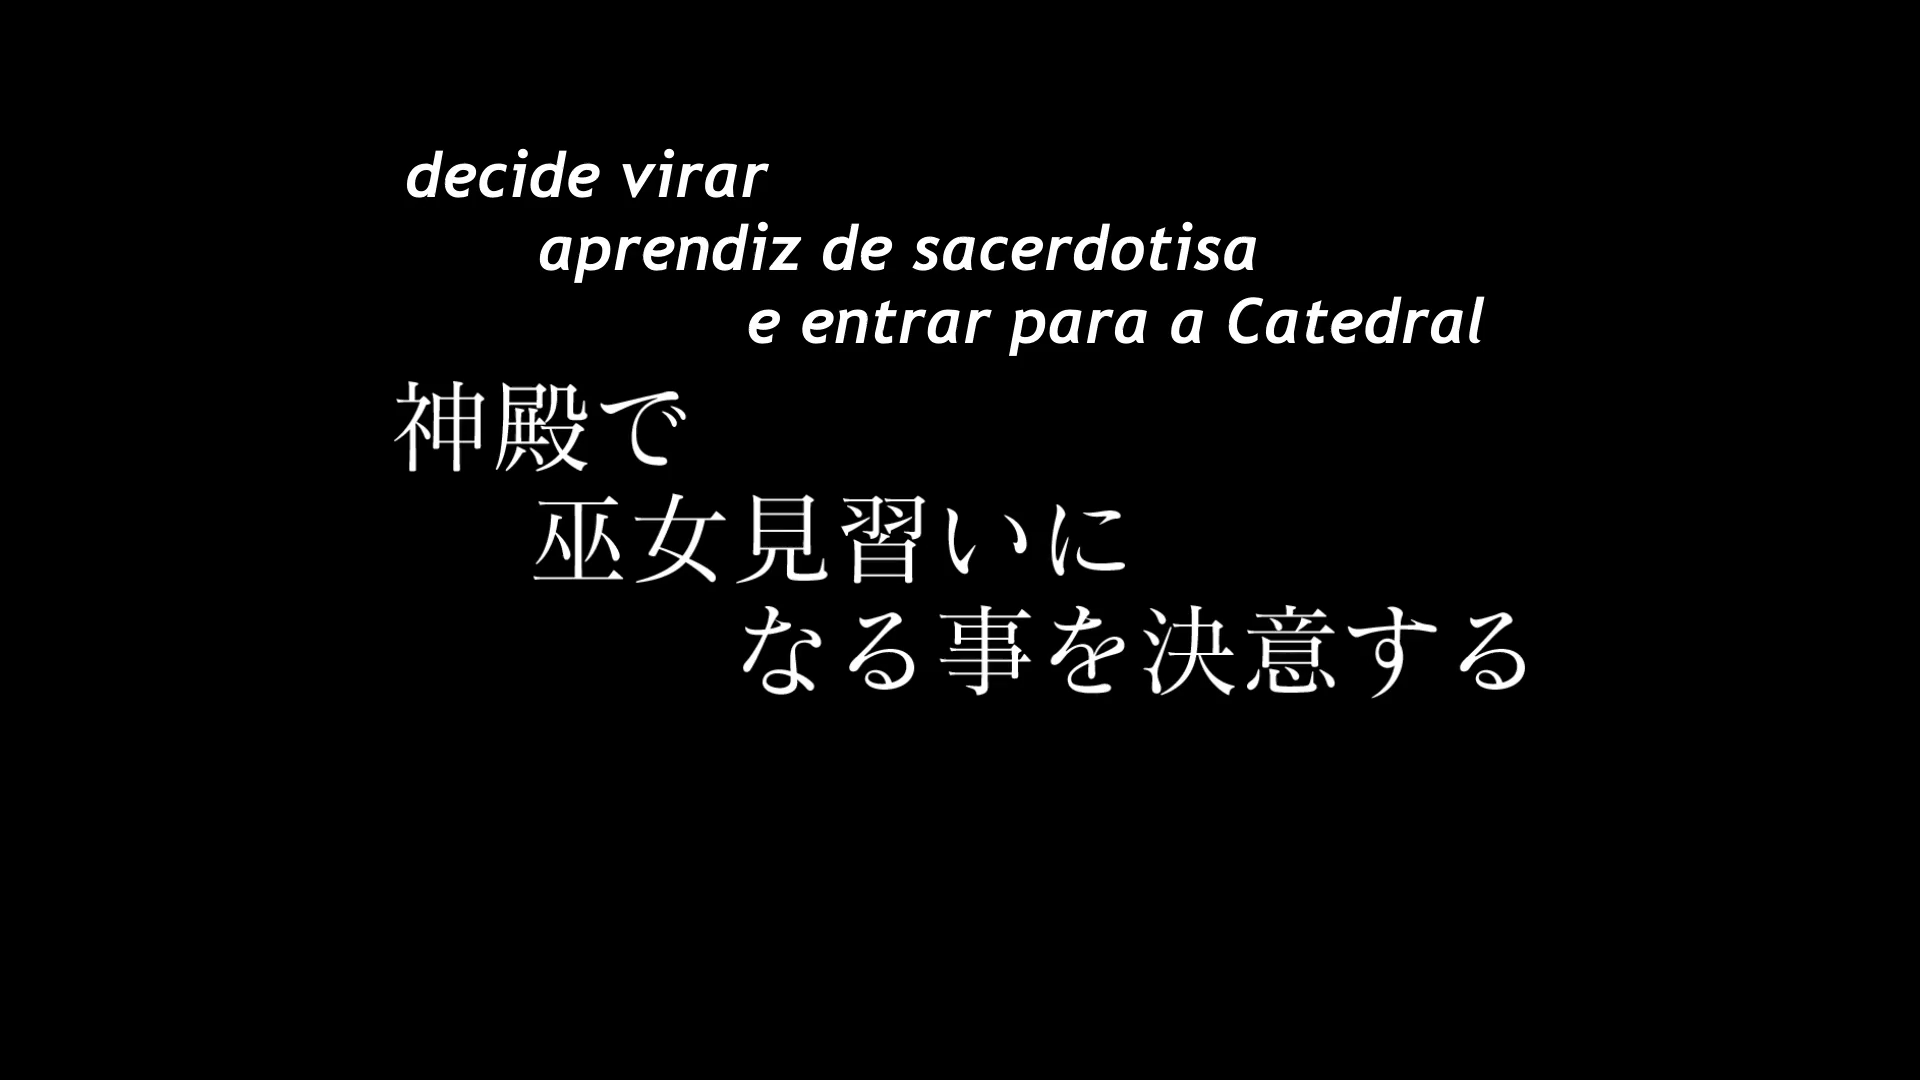 decide virar
aprendiz de sacerdotisa
e entrar para a Catedral
神殿で
巫女見習いに
なる事を決意する